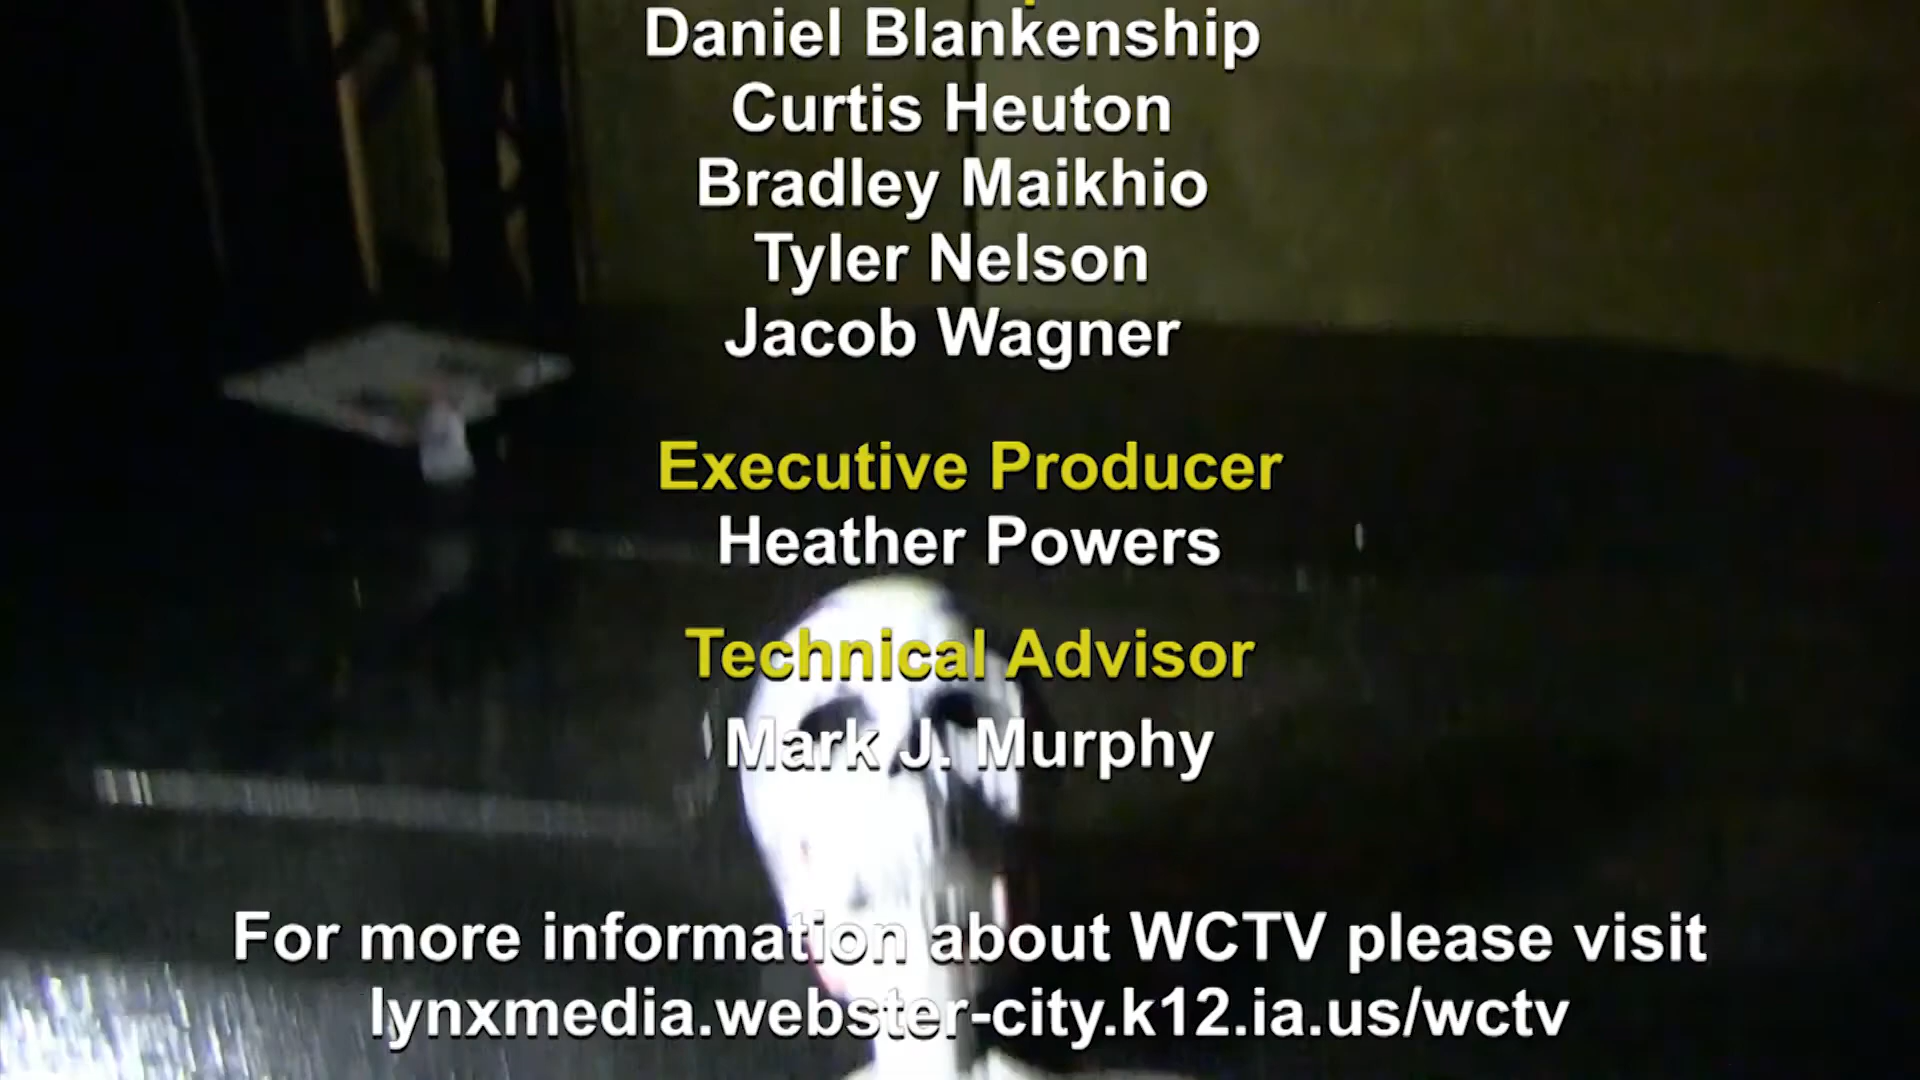 Daniel Blankenship
Curtis Heuton
Bradley Maikhio
Tyler Nelson
Jacob Wagner
Executive Producer
Heather Powers
Technical Advisor
Mark J. Murphy
For more information about WCTV please visit
lynxmedia.webster-city.k12.ia.us/wctv